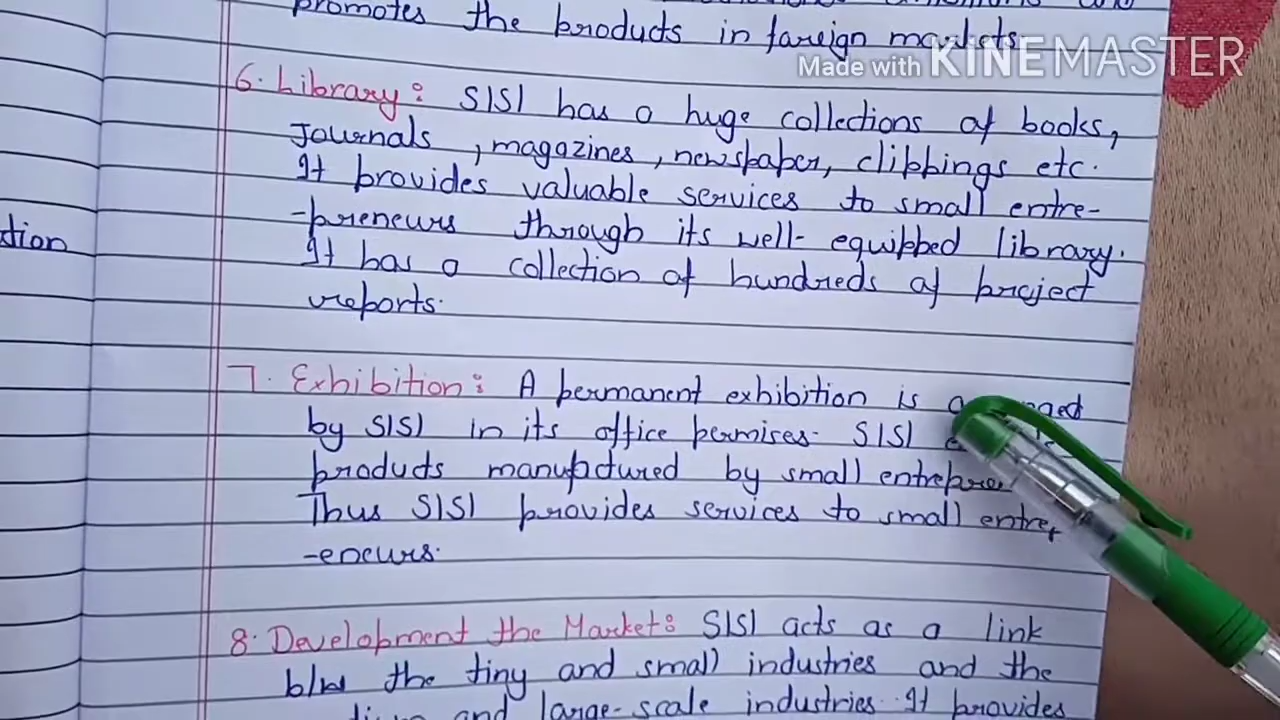 promotes the products in foreign markets
Made with KINEMASTER
6. Library: SISI has a huge collections of books,
Journals, magazines, newspaper, clippings etc.
It provides valuable services to small entre-
-preneurs through its well-equipped library.
dtion
It has a collection of hundreds of project
reports.
7. Exhibition: A permanent exhibition is
by SISI in its office permises. SISI
products manufctured by small
Thus SISI provides services to small
-eneurs.
8. Development the Market: SISI acts as a link
b/w the tiny and small industries and the
and large-scale industries. It provides